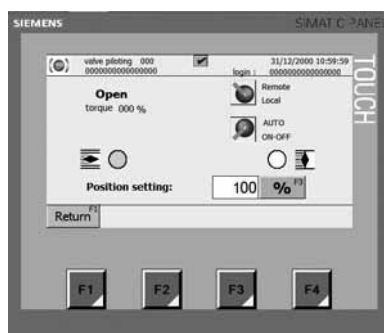 SIEMENS
SIMATIC PANEL
TOUCH
valve piloting 000
0000000000000000
31/12/2000 10:59:59
login : 0000000000000000
Open
torque 000 %
Remote
Local
AUTO
ON-OFF
Position setting:
100
% F3
Return F1
F1
F2
F3
F4